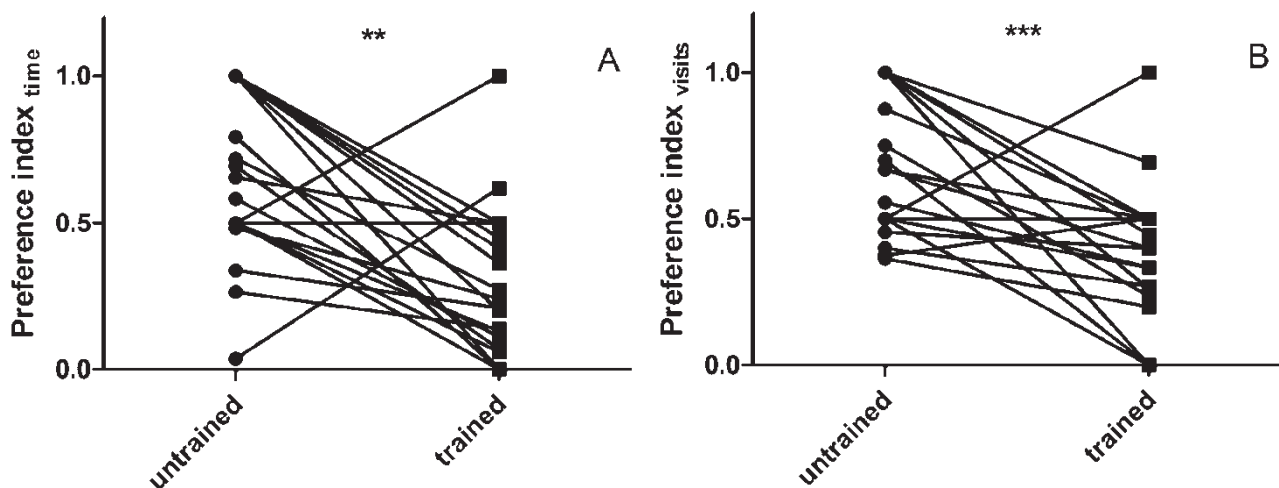 **
A
Preference index time
1.0
0.5
0.0
untrained
trained
***
B
Preference index visits
1.0
0.5
0.0
untrained
trained